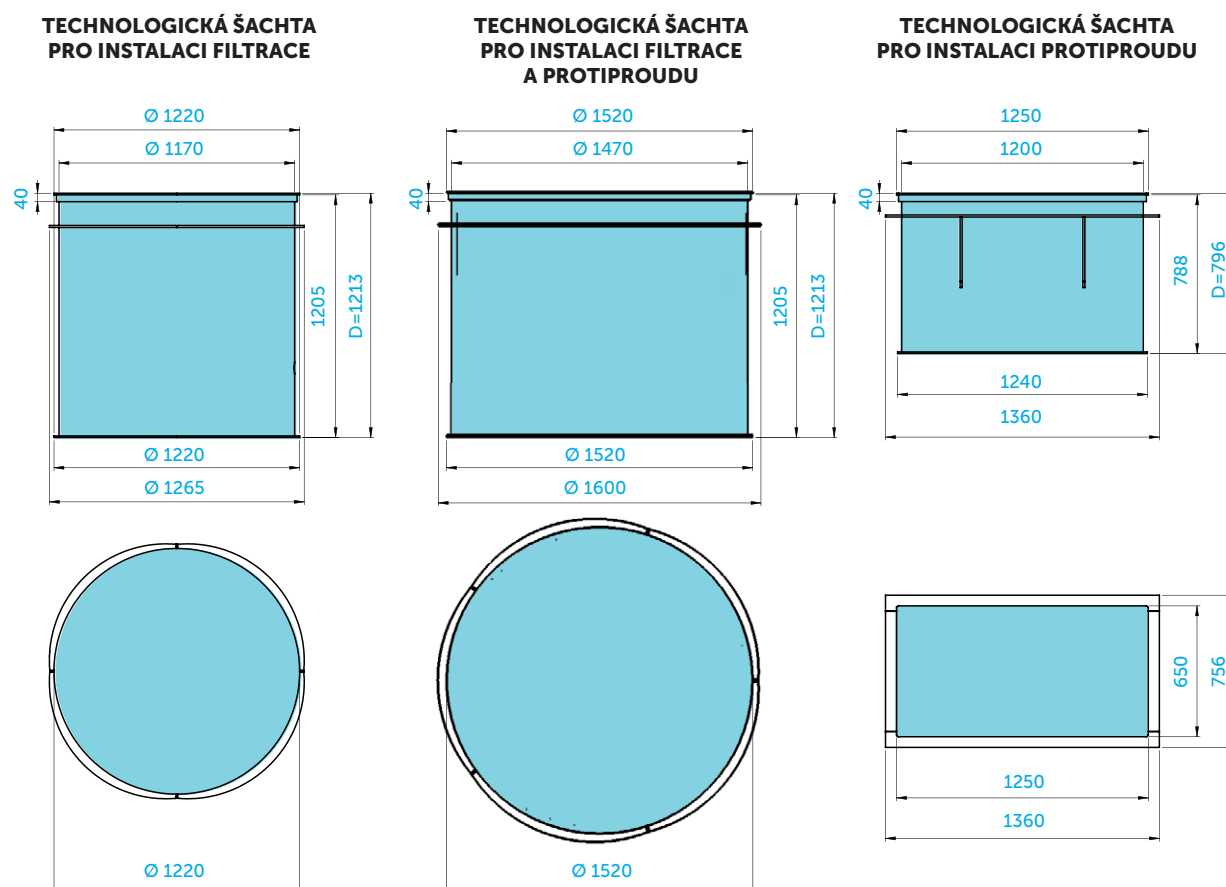 TECHNOLOGICKÁ ŠACHTA
PRO INSTALACI FILTRACE
Ø 1220
Ø 1170
40
1205
D=1213
Ø 1220
Ø 1265
Ø 1220
TECHNOLOGICKÁ ŠACHTA
PRO INSTALACI FILTRACE
A PROTIPROUDU
Ø 1520
Ø 1470
40
1205
D=1213
Ø 1520
Ø 1600
Ø 1520
TECHNOLOGICKÁ ŠACHTA
PRO INSTALACI PROTIPROUDU
1250
1200
40
788
D=796
1240
1360
650
756
1250
1360